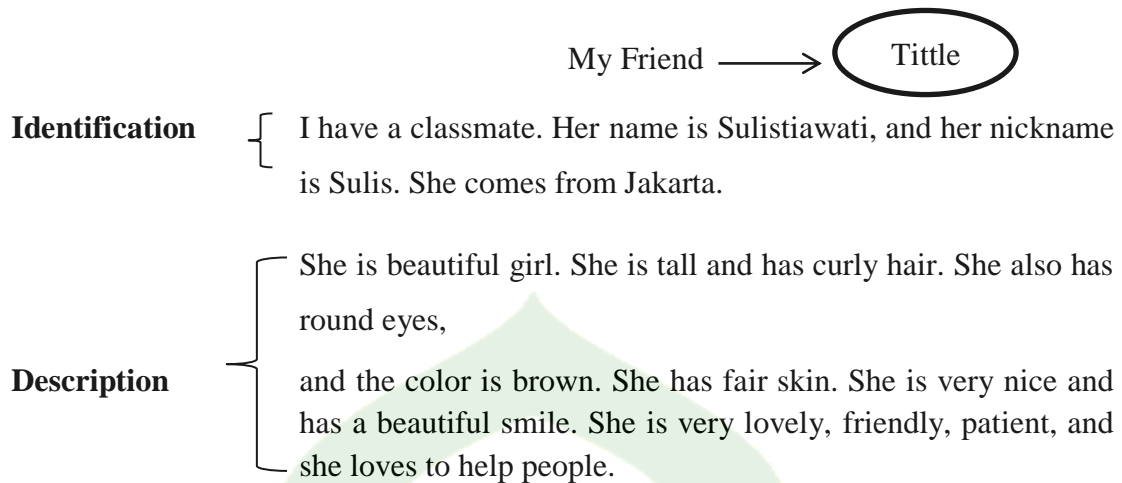 My Friend Tittle
Identification I have a classmate. Her name is Sulistiawati, and her nickname
is Sulis. She comes from Jakarta.
She is beautiful girl. She is tall and has curly hair. She also has
round eyes,
Description and the color is brown. She has fair skin. She is very nice and
has a beautiful smile. She is very lovely, friendly, patient, and
she loves to help people.